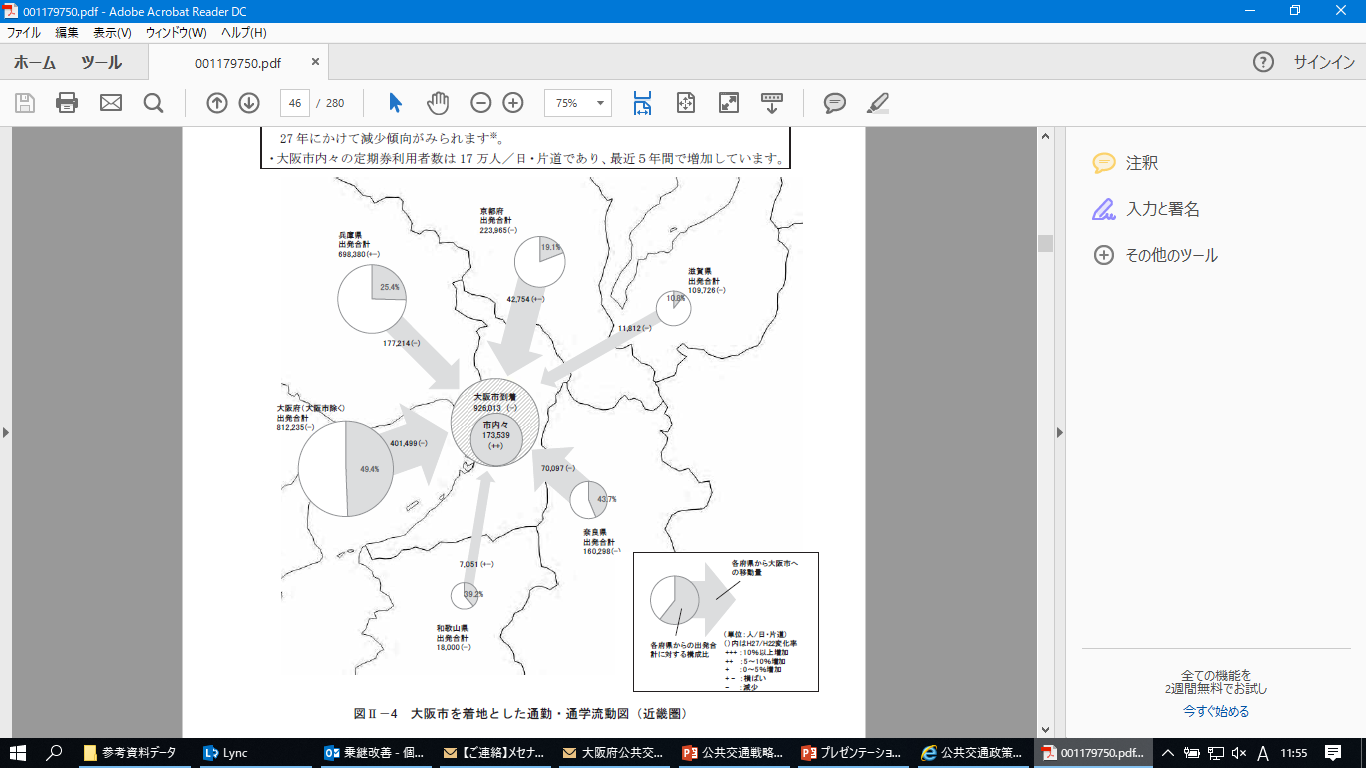 001179750.pdf - Adobe Acrobat Reader DC
ファイル 編集 表示(V) ウィンドウ(W) ヘルプ(H)
ホーム ツール 001179750.pdf × サインイン
46 / 280 75%
27 年にかけて減少傾向がみられます※。
・大阪市内々の定期券利用者数は 17 万人／日・片道であり、最近５年間で増加しています。
京都府
出発合計
223,965(-)
19.1%
42,754(+-)
兵庫県
出発合計
698,380(+-)
25.4%
177,214(-)
滋賀県
出発合計
109,726(-)
10.8%
11,812(-)
大阪市到着
926,013 (-)
市内々
173,539
(++)
大阪府(大阪市除く)
出発合計
812,235(-)
49.4%
401,499(-)
70,097(-)
43.7%
奈良県
出発合計
160,298(-)
7,051(+-)
39.2%
和歌山県
出発合計
18,000(-)
各府県から大阪市へ
の移動量
各府県からの出発合
計に対する構成比
(単位:人/日・片道)
()内はH27/H22変化率
+++ :10%以上増加
++ :5～10%増加
+ :0～5%増加
+- :横ばい
- :減少
図Ⅱ－4 大阪市を着地とした通勤・通学流動図（近畿圏）
注釈
入力と署名
その他のツール
全ての機能を
2週間無料でお試し
今すぐ始める
参考資料データ
Lync
乗継改善 - 個...
【ご連絡】メセナ...
大阪府公共交...
公共交通戦略...
プレゼンテーショ...
公共交通政策...
001179750.pdf...
A 11:55